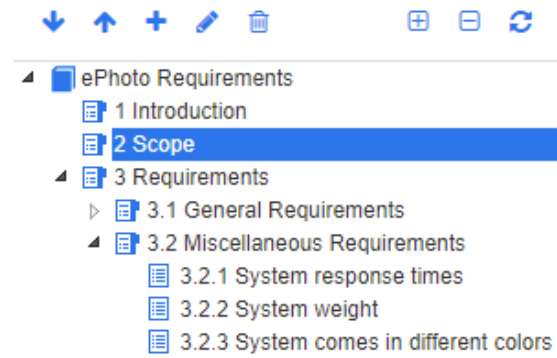 ePhoto Requirements
1 Introduction
2 Scope
3 Requirements
3.1 General Requirements
3.2 Miscellaneous Requirements
3.2.1 System response times
3.2.2 System weight
3.2.3 System comes in different colors